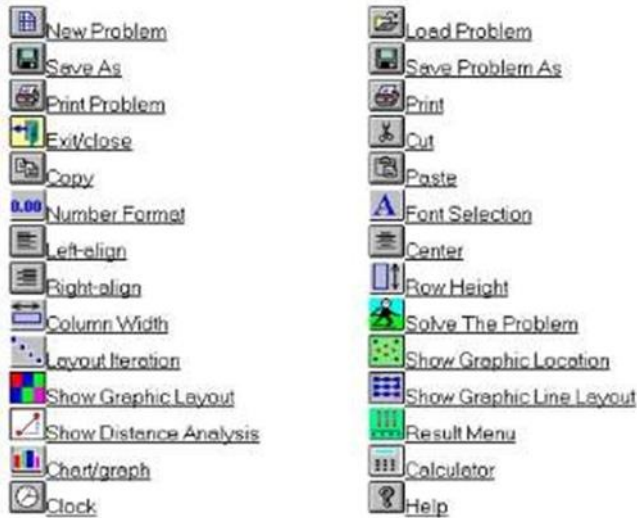 New Problem
Load Problem
Save As
Save Problem As
Print Problem
Print
Exit/close
Cut
Copy
Paste
0.00 Number Format
A Font Selection
Left-align
Center
Right-align
Row Height
Column Width
Solve The Problem
Layout Iteration
Show Graphic Location
Show Graphic Layout
Show Graphic Line Layout
Show Distance Analysis
Result Menu
Chart/graph
Calculator
Clock
Help